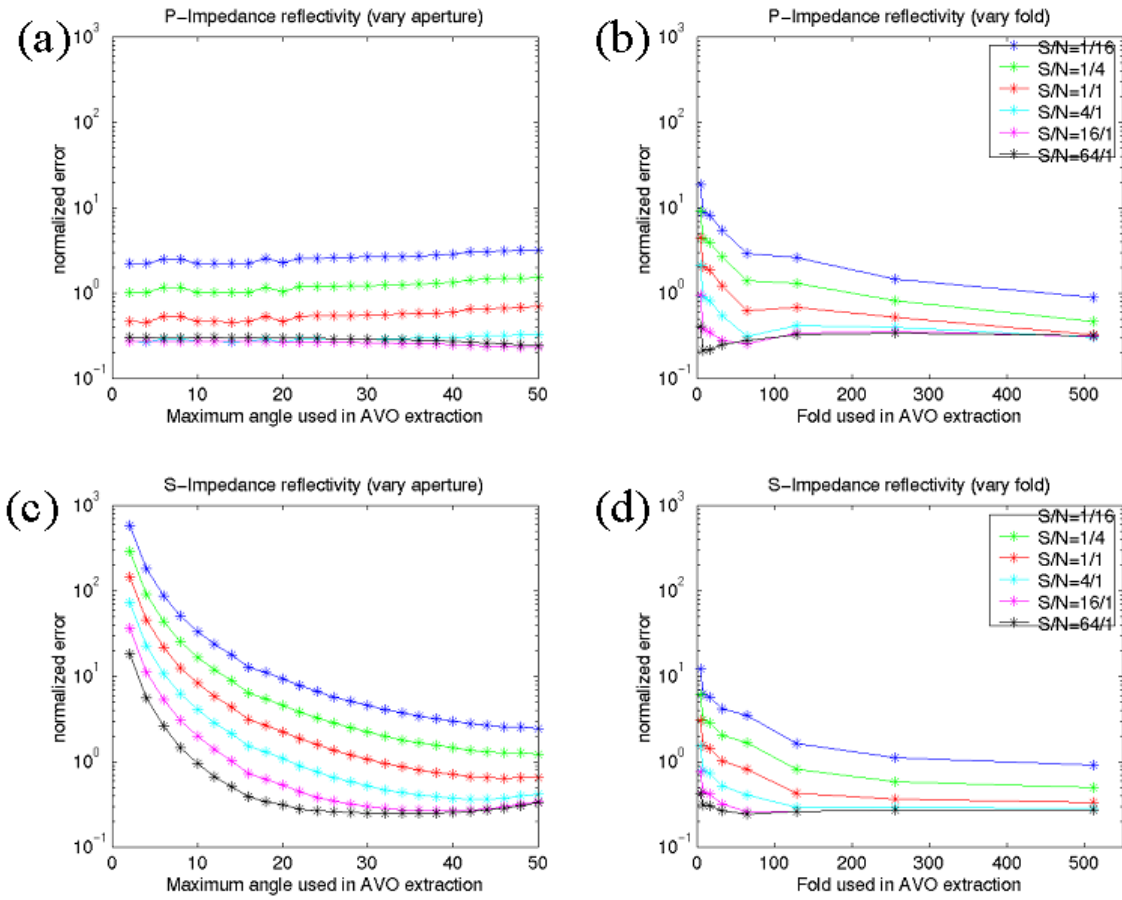 (a)
P-Impedance reflectivity (vary aperture)
10^3
10^2
10^1
10^0
10^-1
normalized error
0 10 20 30 40 50
Maximum angle used in AVO extraction
(b)
P-Impedance reflectivity (vary fold)
10^3
10^2
10^1
10^0
10^-1
normalized error
S/N=1/16
S/N=1/4
S/N=1/1
S/N=4/1
S/N=16/1
S/N=64/1
0 100 200 300 400 500
Fold used in AVO extraction
(c)
S-Impedance reflectivity (vary aperture)
10^3
10^2
10^1
10^0
10^-1
normalized error
0 10 20 30 40 50
Maximum angle used in AVO extraction
(d)
S-Impedance reflectivity (vary fold)
10^3
10^2
10^1
10^0
10^-1
normalized error
S/N=1/16
S/N=1/4
S/N=1/1
S/N=4/1
S/N=16/1
S/N=64/1
0 100 200 300 400 500
Fold used in AVO extraction